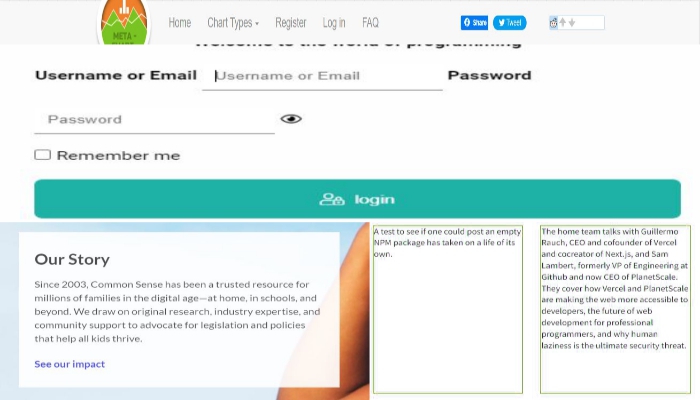 META -
Home Chart Types Register Log in FAQ Share Tweet
Welcome to the world of programming
Username or Email Username or Email Password
Password
Remember me
login
Our Story
Since 2003, Common Sense has been a trusted resource for
millions of families in the digital age—at home, in schools, and
beyond. We draw on original research, industry expertise, and
community support to advocate for legislation and policies
that help all kids thrive.
See our impact
A test to see if one could post an empty
NPM package has taken on a life of its
own.
The home team talks with Guillermo
Rauch, CEO and cofounder of Vercel
and cocreator of Next.js, and Sam
Lambert, formerly VP of Engineering at
Github and now CEO of PlanetScale.
They cover how Vercel and PlanetScale
are making the web more accessible to
developers, the future of web
development for professional
programmers, and why human
laziness is the ultimate security threat.